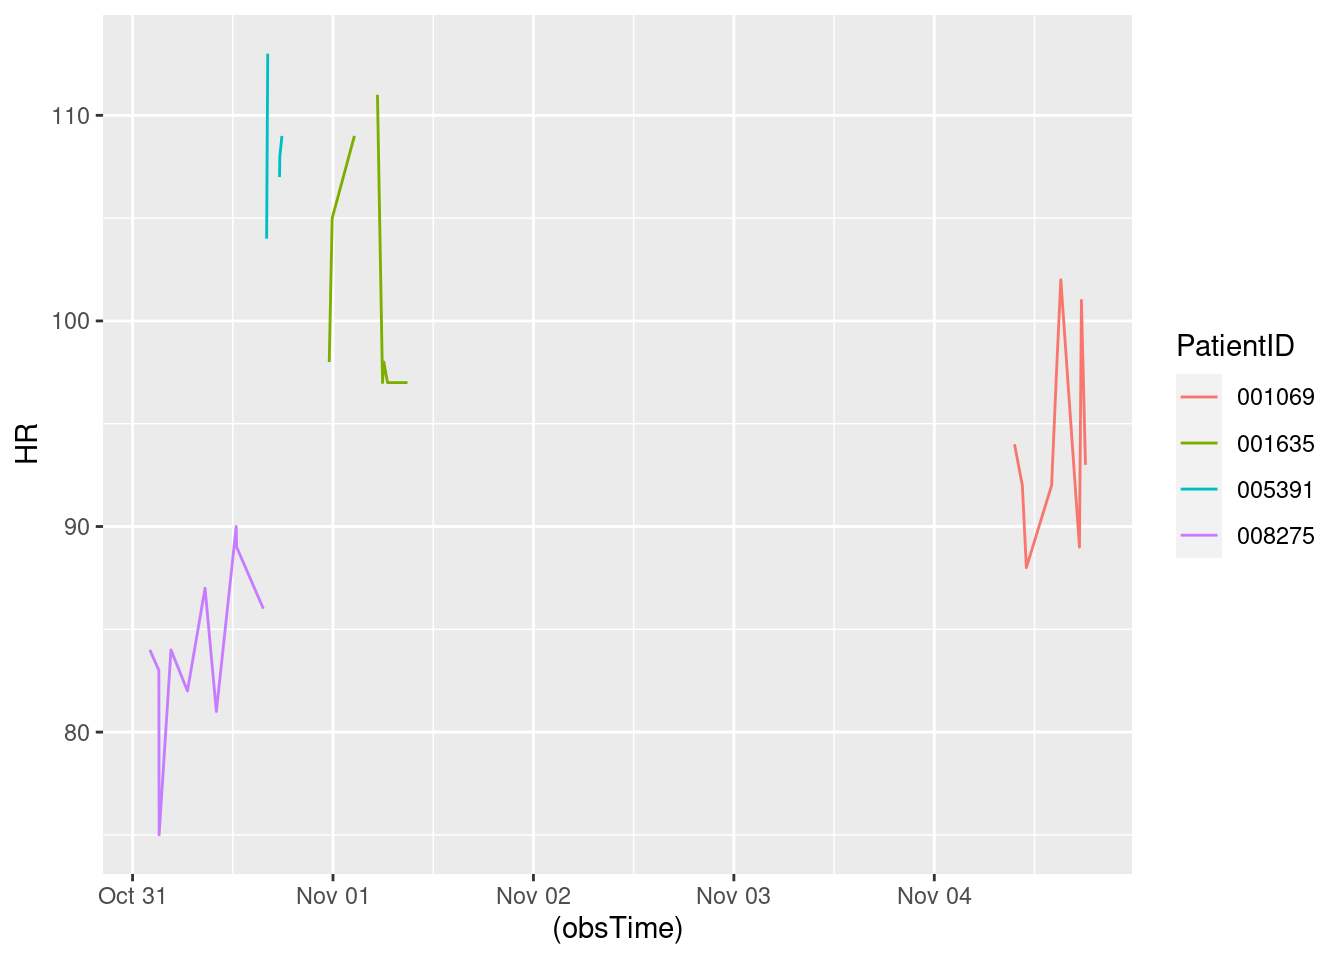 110
100
90
80
HR
Oct 31
Nov 01
Nov 02
Nov 03
Nov 04
(obsTime)
PatientID
001069
001635
005391
008275